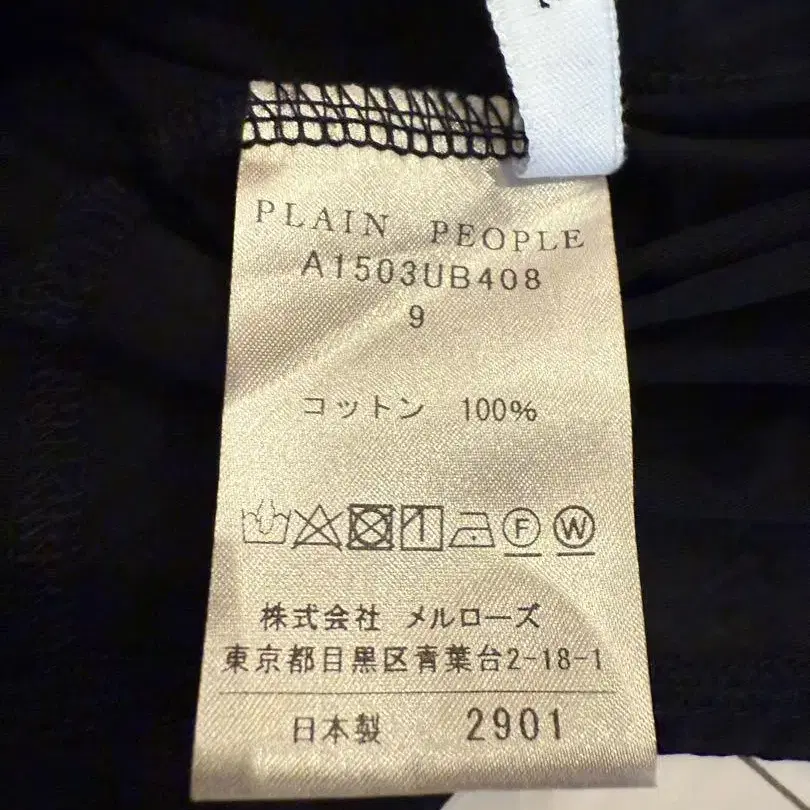 PLAIN PEOPLE
A1503UB408
9
コットン 100%
F W
株式会社 メルローズ
東京都目黒区青葉台2-18-1
日本製 2901